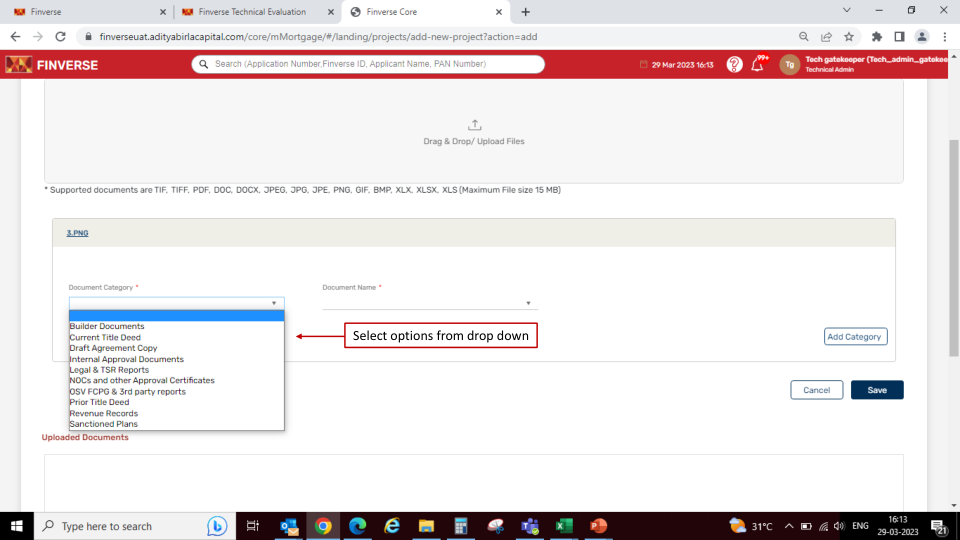 Finverse
Finverse Technical Evaluation
Finverse Core
finverseuat.adityabirlacapital.com/core/mMortgage/#/landing/projects/add-new-project?action=add
FINVERSE
Search (Application Number,Finverse ID, Applicant Name, PAN Number)
29 Mar 2023 16:13
99+
Tg
Tech gatekeeper (Tech_admin_gatekee
Technical Admin
Drag & Drop/ Upload Files
* Supported documents are TIF, TIFF, PDF, DOC, DOCX, JPEG, JPG, JPE, PNG, GIF, BMP, XLX, XLSX, XLS (Maximum File size 15 MB)
3.PNG
Document Category *
Document Name *
Builder Documents
Current Title Deed
Draft Agreement Copy
Internal Approval Documents
Legal & TSR Reports
NOCs and other Approval Certificates
OSV FCPG & 3rd party reports
Prior Title Deed
Revenue Records
Sanctioned Plans
Select options from drop down
Add Category
Cancel
Save
Uploaded Documents
Type here to search
31°C
ENG
16:13
29-03-2023
21